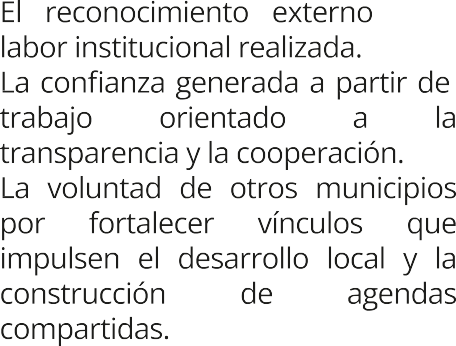 El reconocimiento externo
labor institucional realizada.
La confianza generada a partir de
trabajo orientado a la
transparencia y la cooperación.
La voluntad de otros municipios
por fortalecer vínculos que
impulsen el desarrollo local y la
construcción de agendas
compartidas.